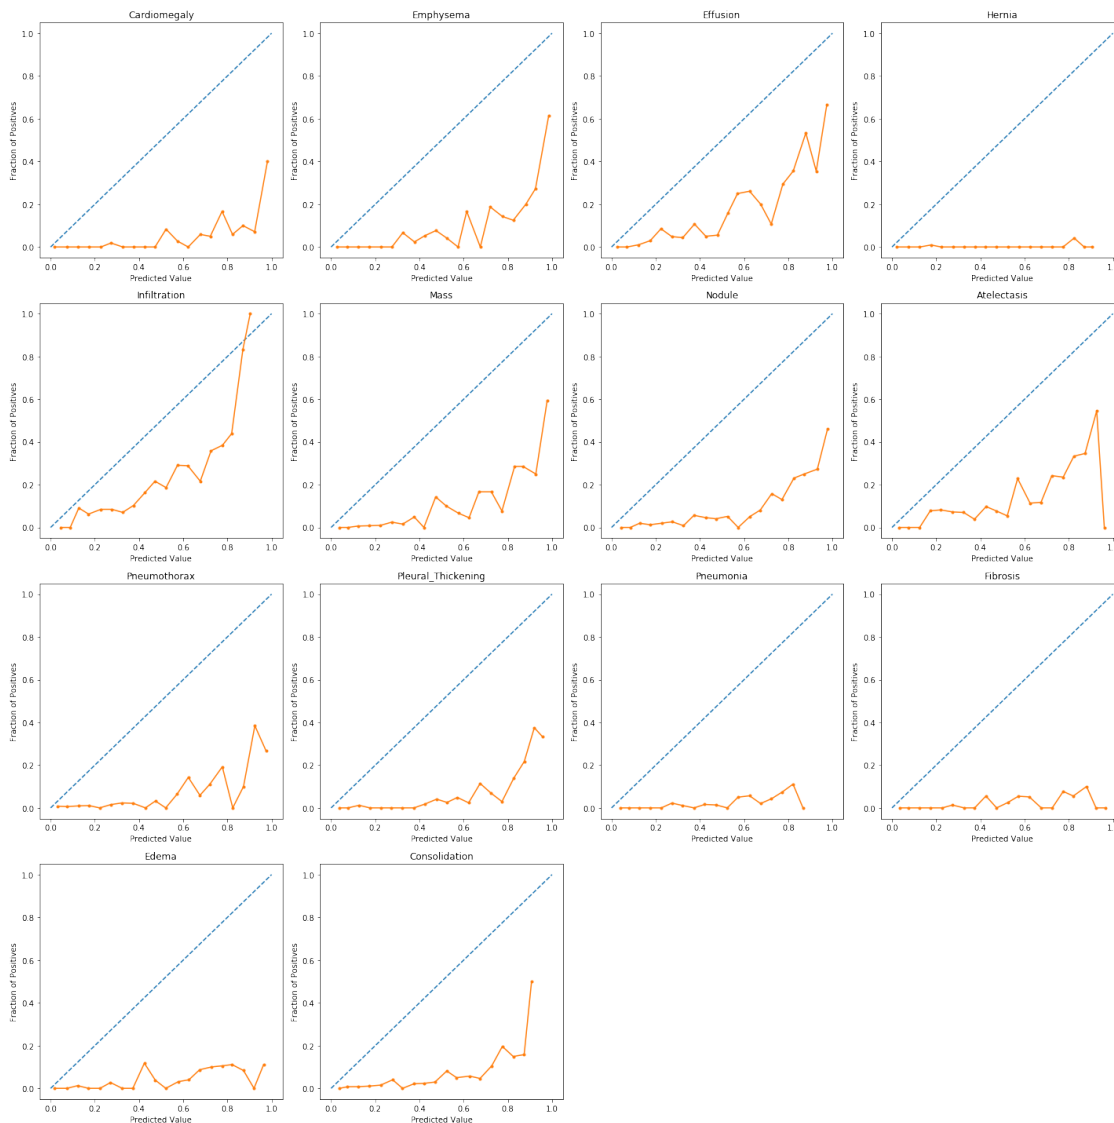 Cardiomegaly
1.0
0.8
0.6
0.4
0.2
0.0
Fraction of Positives
0.0 0.2 0.4 0.6 0.8 1.0
Predicted Value
Emphysema
1.0
0.8
0.6
0.4
0.2
0.0
Fraction of Positives
0.0 0.2 0.4 0.6 0.8 1.0
Predicted Value
Effusion
1.0
0.8
0.6
0.4
0.2
0.0
Fraction of Positives
0.0 0.2 0.4 0.6 0.8 1.0
Predicted Value
Hernia
1.0
0.8
0.6
0.4
0.2
0.0
Fraction of Positives
0.0 0.2 0.4 0.6 0.8 1.0
Predicted Value
Infiltration
1.0
0.8
0.6
0.4
0.2
0.0
Fraction of Positives
0.0 0.2 0.4 0.6 0.8 1.0
Predicted Value
Mass
1.0
0.8
0.6
0.4
0.2
0.0
Fraction of Positives
0.0 0.2 0.4 0.6 0.8 1.0
Predicted Value
Nodule
1.0
0.8
0.6
0.4
0.2
0.0
Fraction of Positives
0.0 0.2 0.4 0.6 0.8 1.0
Predicted Value
Atelectasis
1.0
0.8
0.6
0.4
0.2
0.0
Fraction of Positives
0.0 0.2 0.4 0.6 0.8 1.0
Predicted Value
Pneumothorax
1.0
0.8
0.6
0.4
0.2
0.0
Fraction of Positives
0.0 0.2 0.4 0.6 0.8 1.0
Predicted Value
Pleural_Thickening
1.0
0.8
0.6
0.4
0.2
0.0
Fraction of Positives
0.0 0.2 0.4 0.6 0.8 1.0
Predicted Value
Pneumonia
1.0
0.8
0.6
0.4
0.2
0.0
Fraction of Positives
0.0 0.2 0.4 0.6 0.8 1.0
Predicted Value
Fibrosis
1.0
0.8
0.6
0.4
0.2
0.0
Fraction of Positives
0.0 0.2 0.4 0.6 0.8 1.0
Predicted Value
Edema
1.0
0.8
0.6
0.4
0.2
0.0
Fraction of Positives
0.0 0.2 0.4 0.6 0.8 1.0
Predicted Value
Consolidation
1.0
0.8
0.6
0.4
0.2
0.0
Fraction of Positives
0.0 0.2 0.4 0.6 0.8 1.0
Predicted Value